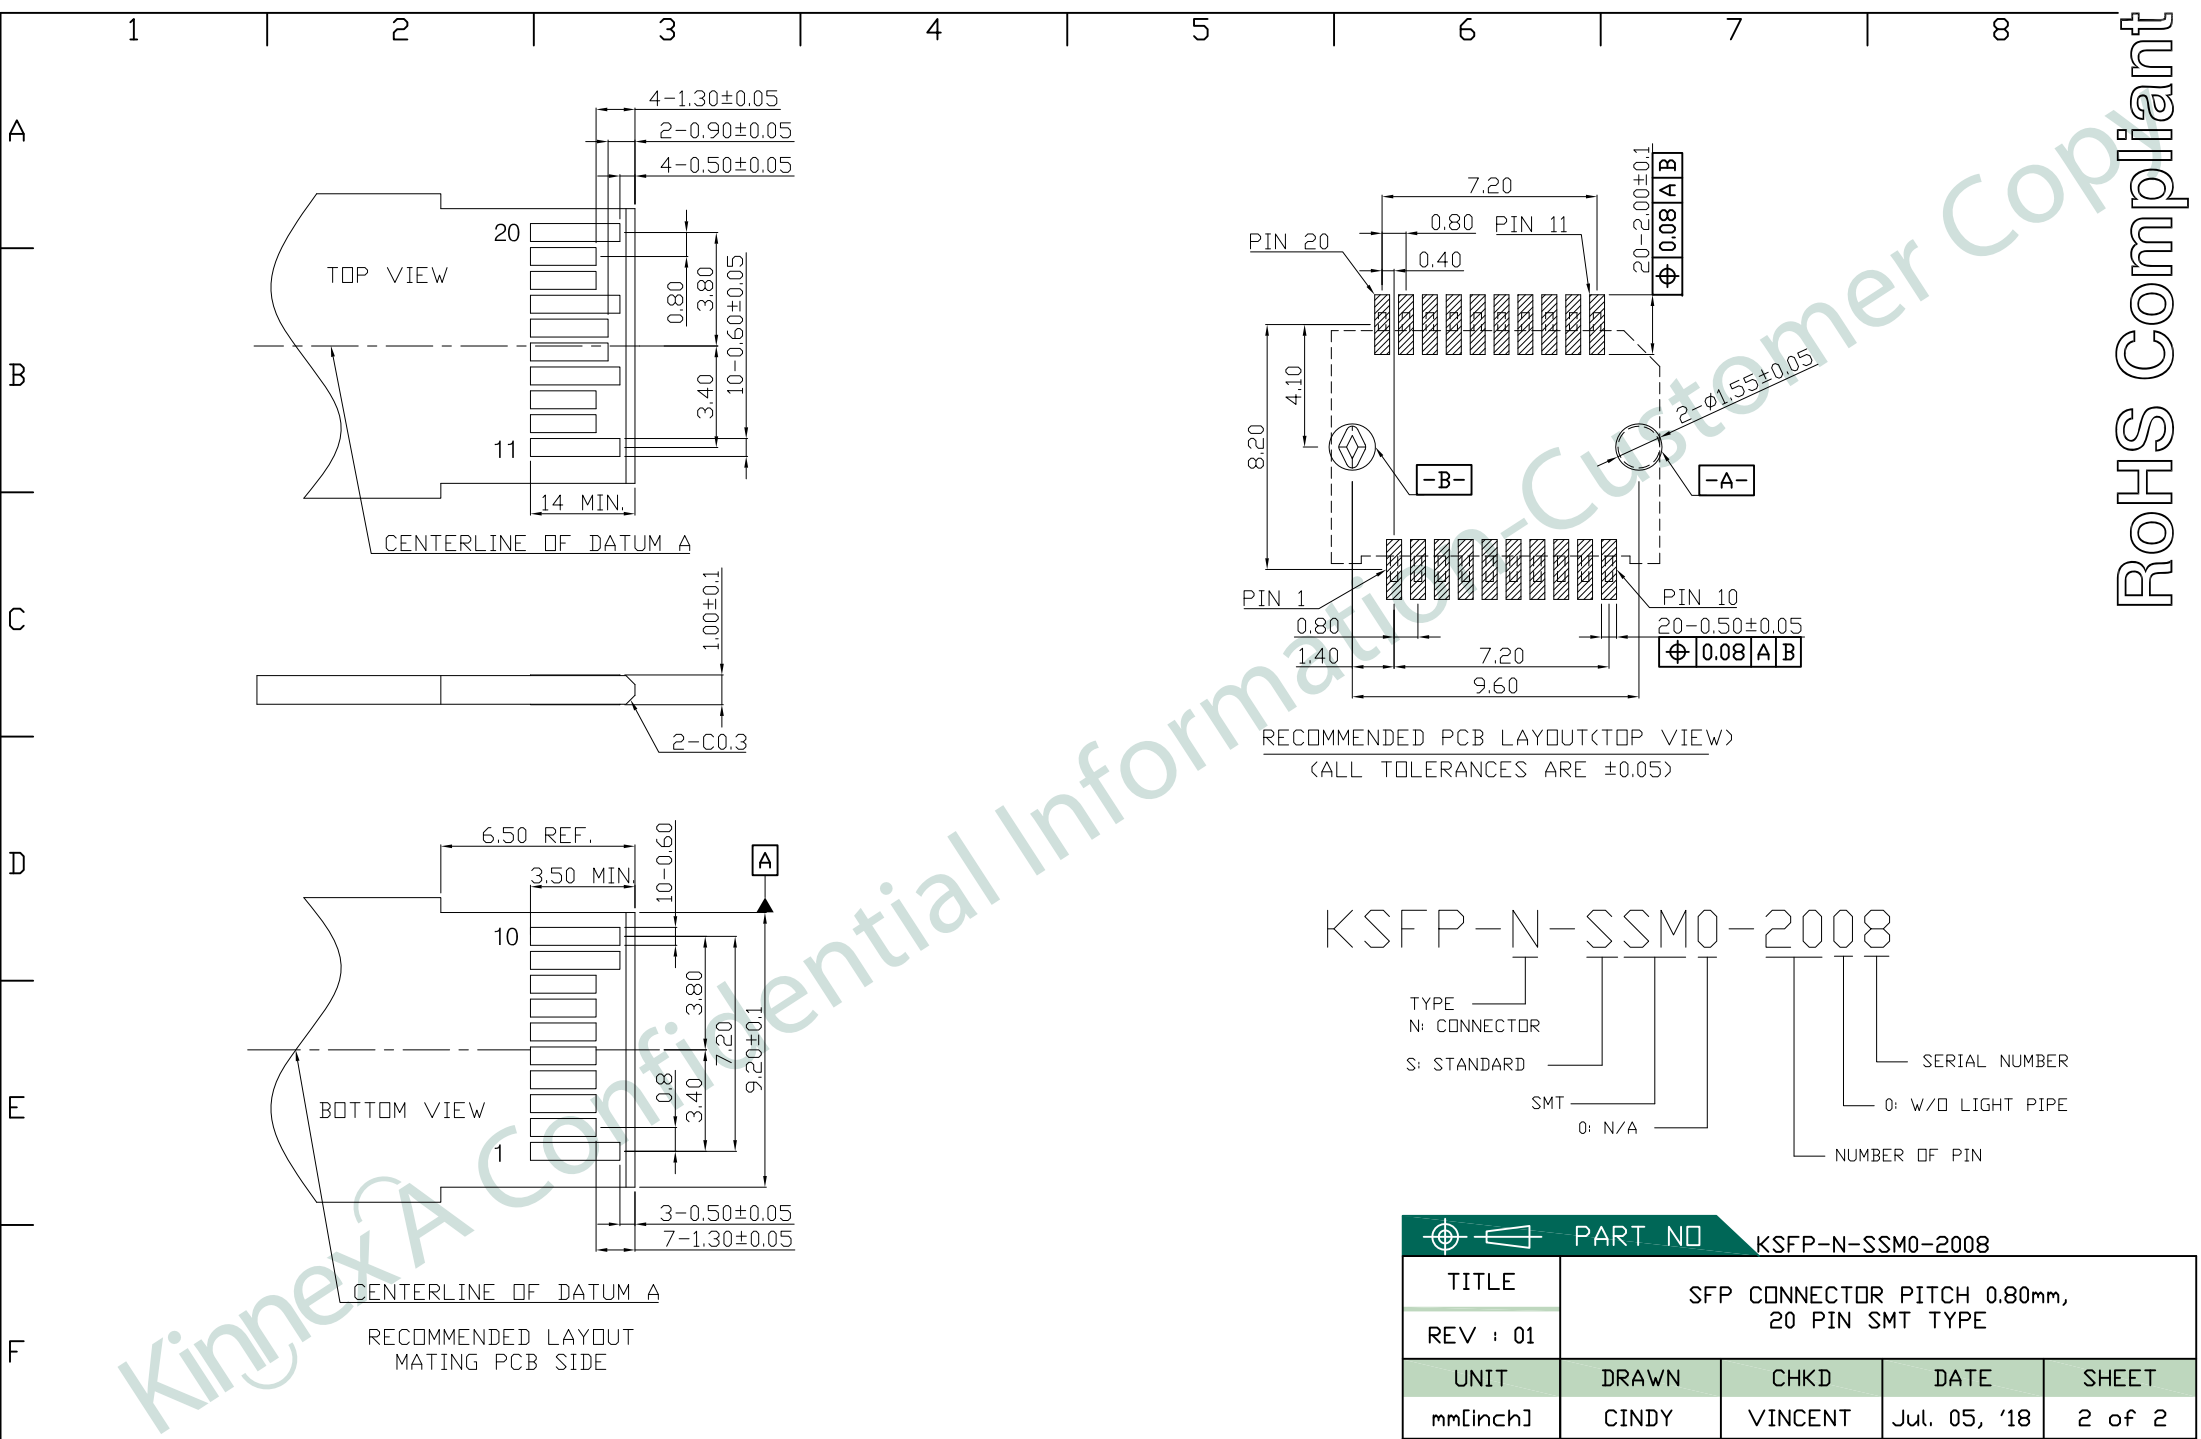 1 2 3 4 5 6 7 8
A
B
C
D
E
F
RoHS Compliant
Kinnexa Confidential Information-Customer Copy
4-1.30±0.05
2-0.90±0.05
4-0.50±0.05
20
TOP VIEW
0.80
3.80
10-0.60±0.05
3.40
11
14 MIN.
CENTERLINE OF DATUM A
1.00±0.1
2-C0.3
6.50 REF.
3.50 MIN.
10-0.60
A
10
3.80
7.20
9.20±0.1
0.8
3.40
BOTTOM VIEW
1
3-0.50±0.05
7-1.30±0.05
CENTERLINE OF DATUM A
RECOMMENDED LAYOUT
MATING PCB SIDE
7.20
0.80
PIN 11
PIN 20
0.40
20-2.00±0.1
⌖ 0.08 A B
4.10
8.20
2-ø1.55±0.05
-B-
-A-
PIN 1
PIN 10
0.80
20-0.50±0.05
⌖ 0.08 A B
1.40
7.20
9.60
RECOMMENDED PCB LAYOUT(TOP VIEW)
(ALL TOLERANCES ARE ±0.05)
KSFP-N-SSM0-2008
TYPE
N: CONNECTOR
S: STANDARD
SMT
0: N/A
SERIAL NUMBER
0: W/O LIGHT PIPE
NUMBER OF PIN
PART NO KSFP-N-SSM0-2008
TITLE
SFP CONNECTOR PITCH 0.80mm,
20 PIN SMT TYPE
REV : 01
UNIT DRAWN CHKD DATE SHEET
mm[inch] CINDY VINCENT Jul. 05, '18 2 of 2